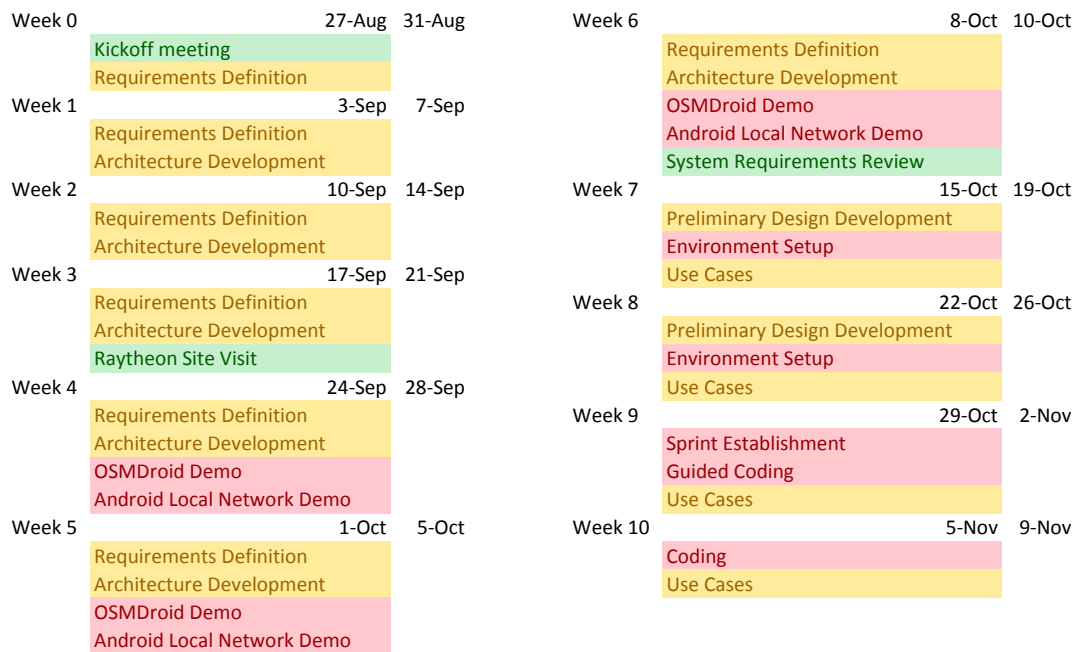 Week 0 27-Aug 31-Aug
Kickoff meeting
Requirements Definition
Week 1 3-Sep 7-Sep
Requirements Definition
Architecture Development
Week 2 10-Sep 14-Sep
Requirements Definition
Architecture Development
Week 3 17-Sep 21-Sep
Requirements Definition
Architecture Development
Raytheon Site Visit
Week 4 24-Sep 28-Sep
Requirements Definition
Architecture Development
OSMDroid Demo
Android Local Network Demo
Week 5 1-Oct 5-Oct
Requirements Definition
Architecture Development
OSMDroid Demo
Android Local Network Demo
Week 6 8-Oct 10-Oct
Requirements Definition
Architecture Development
OSMDroid Demo
Android Local Network Demo
System Requirements Review
Week 7 15-Oct 19-Oct
Preliminary Design Development
Environment Setup
Use Cases
Week 8 22-Oct 26-Oct
Preliminary Design Development
Environment Setup
Use Cases
Week 9 29-Oct 2-Nov
Sprint Establishment
Guided Coding
Use Cases
Week 10 5-Nov 9-Nov
Coding
Use Cases